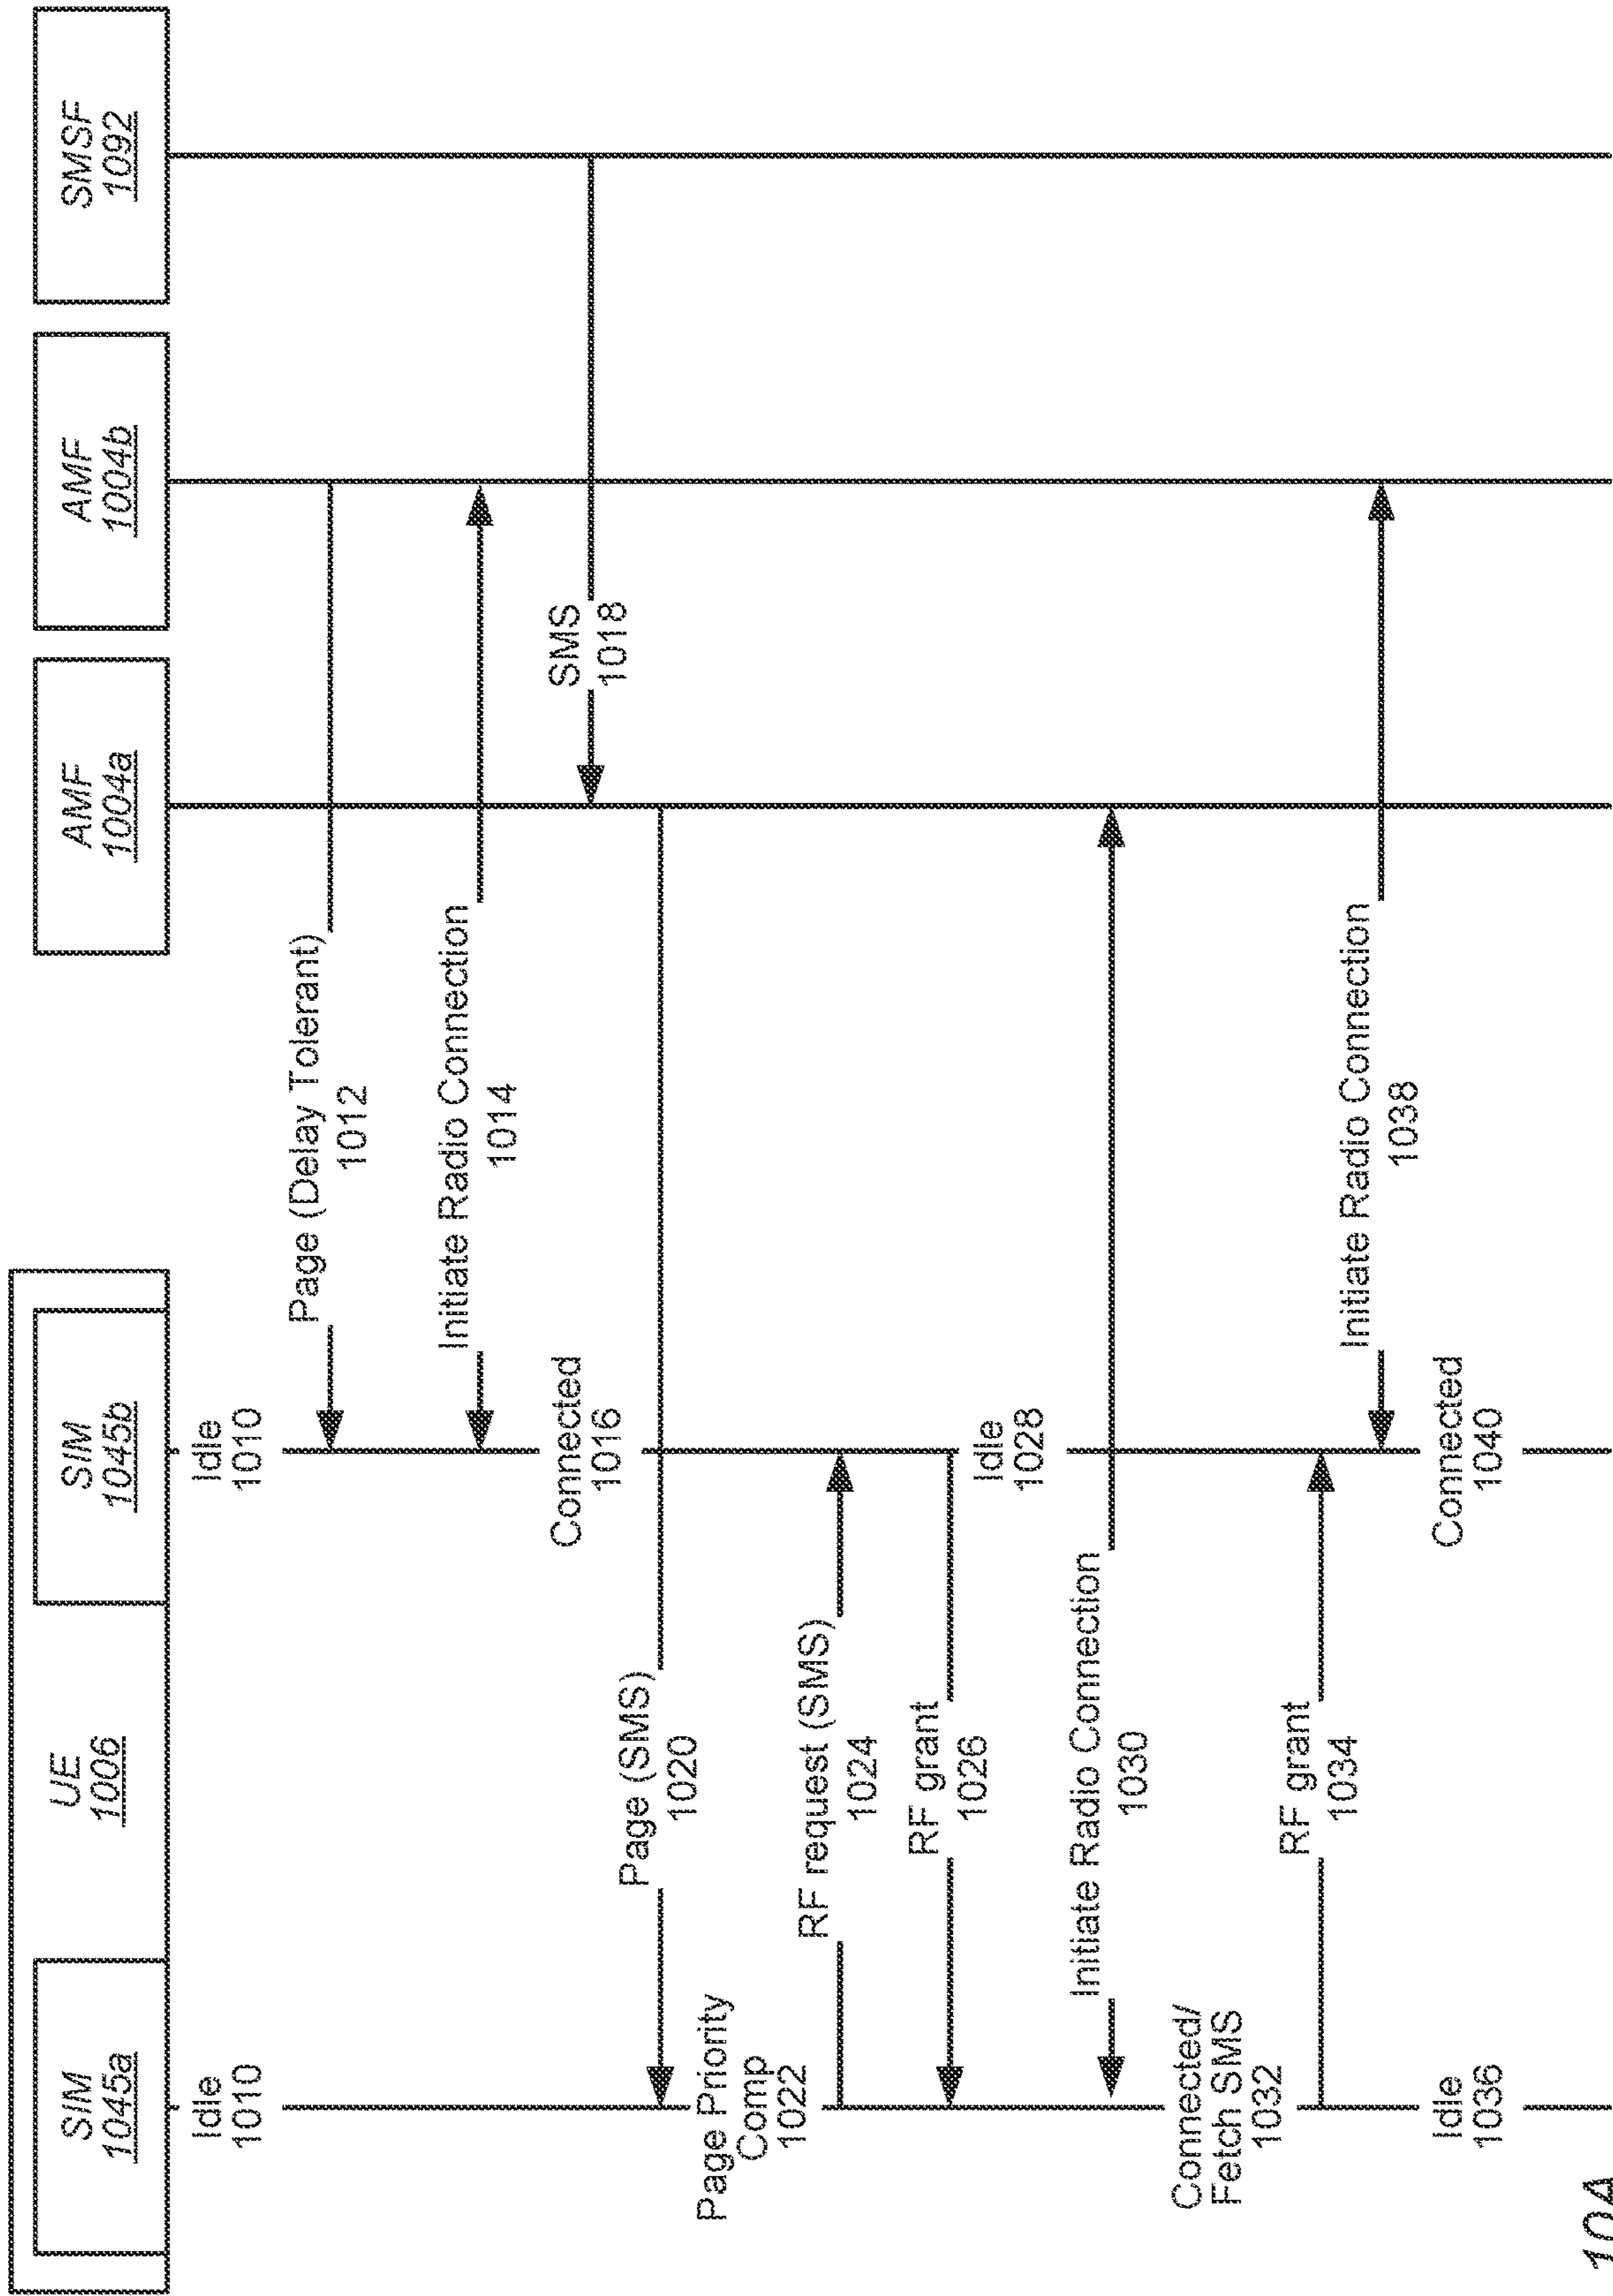 UE
1006
SIM
1045a
SIM
1045b
AMF
1004a
AMF
1004b
SMSF
1092
Idle
1010
Idle
1010
Page (Delay Tolerant)
1012
Initiate Radio Connection
1014
Connected
1016
SMS
1018
Page (SMS)
1020
Page Priority
Comp
1022
RF request (SMS)
1024
RF grant
1026
Idle
1028
Initiate Radio Connection
1030
Connected/
Fetch SMS
1032
RF grant
1034
Idle
1036
Initiate Radio Connection
1038
Connected
1040
10A